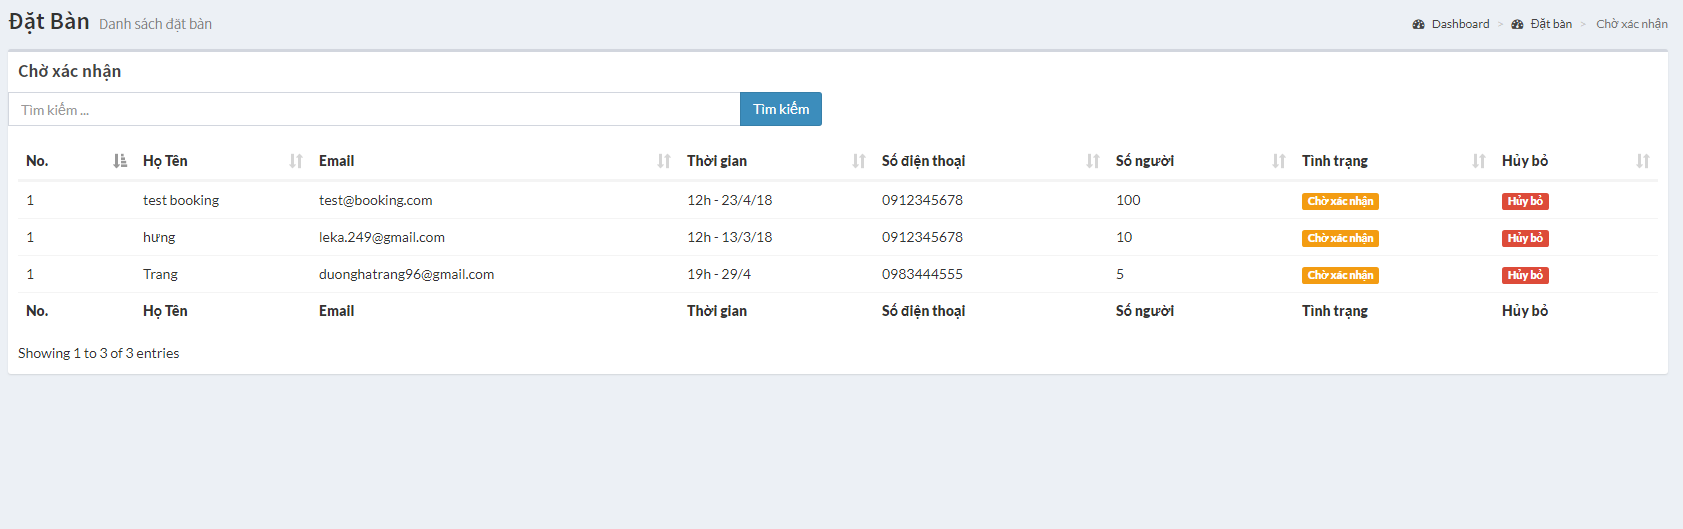 Đặt Bàn Danh sách đặt bàn Dashboard > Đặt bàn > Chờ xác nhận
Chờ xác nhận
Tìm kiếm ... Tìm kiếm
No. Họ Tên Email Thời gian Số điện thoại Số người Tình trạng Hủy bỏ
1 test booking test@booking.com 12h - 23/4/18 0912345678 100 Chờ xác nhận Hủy bỏ
1 hưng leka.249@gmail.com 12h - 13/3/18 0912345678 10 Chờ xác nhận Hủy bỏ
1 Trang duonghatrang96@gmail.com 19h - 29/4 0983444555 5 Chờ xác nhận Hủy bỏ
No. Họ Tên Email Thời gian Số điện thoại Số người Tình trạng Hủy bỏ
Showing 1 to 3 of 3 entries